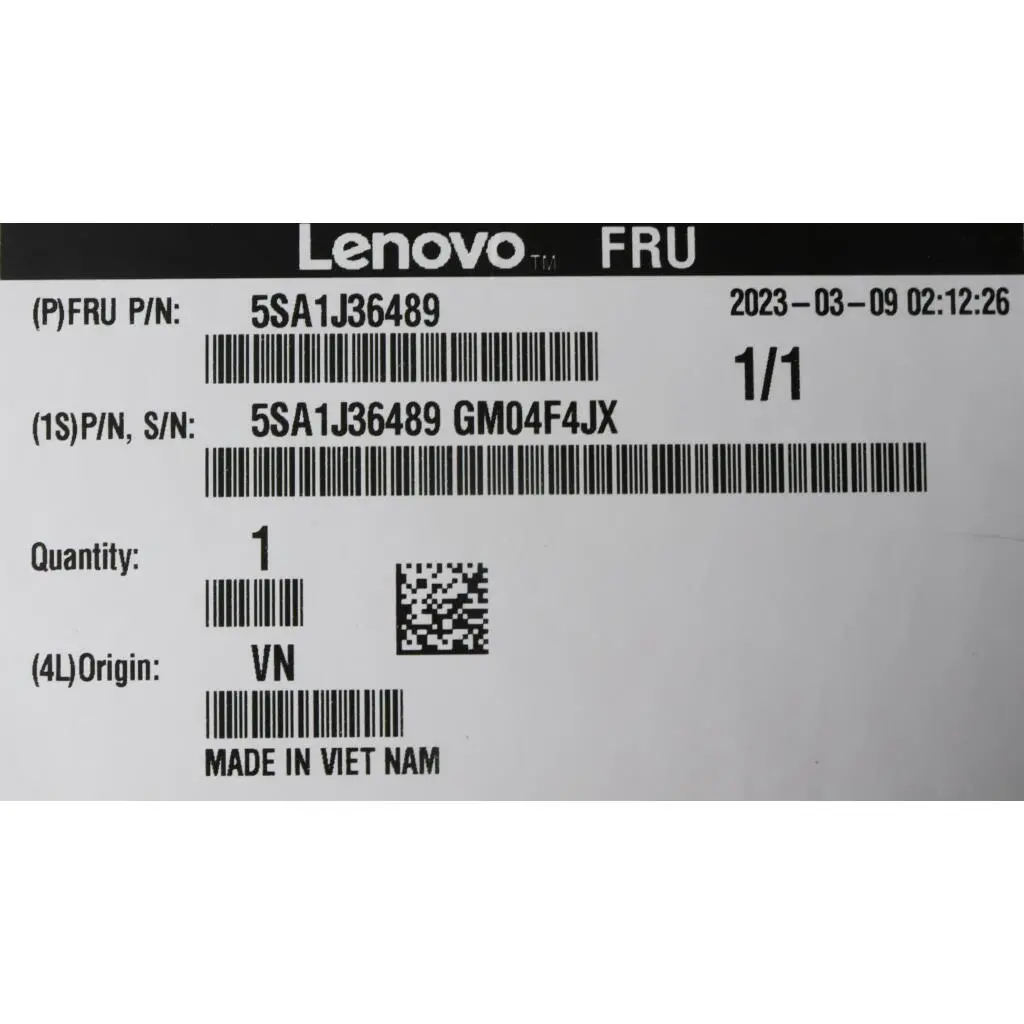 Lenovo™ FRU
(P)FRU P/N: 5SA1J36489 2023-03-09 02:12:26
1/1
(1S)P/N, S/N: 5SA1J36489 GM04F4JX
Quantity: 1
(4L)Origin: VN
MADE IN VIET NAM